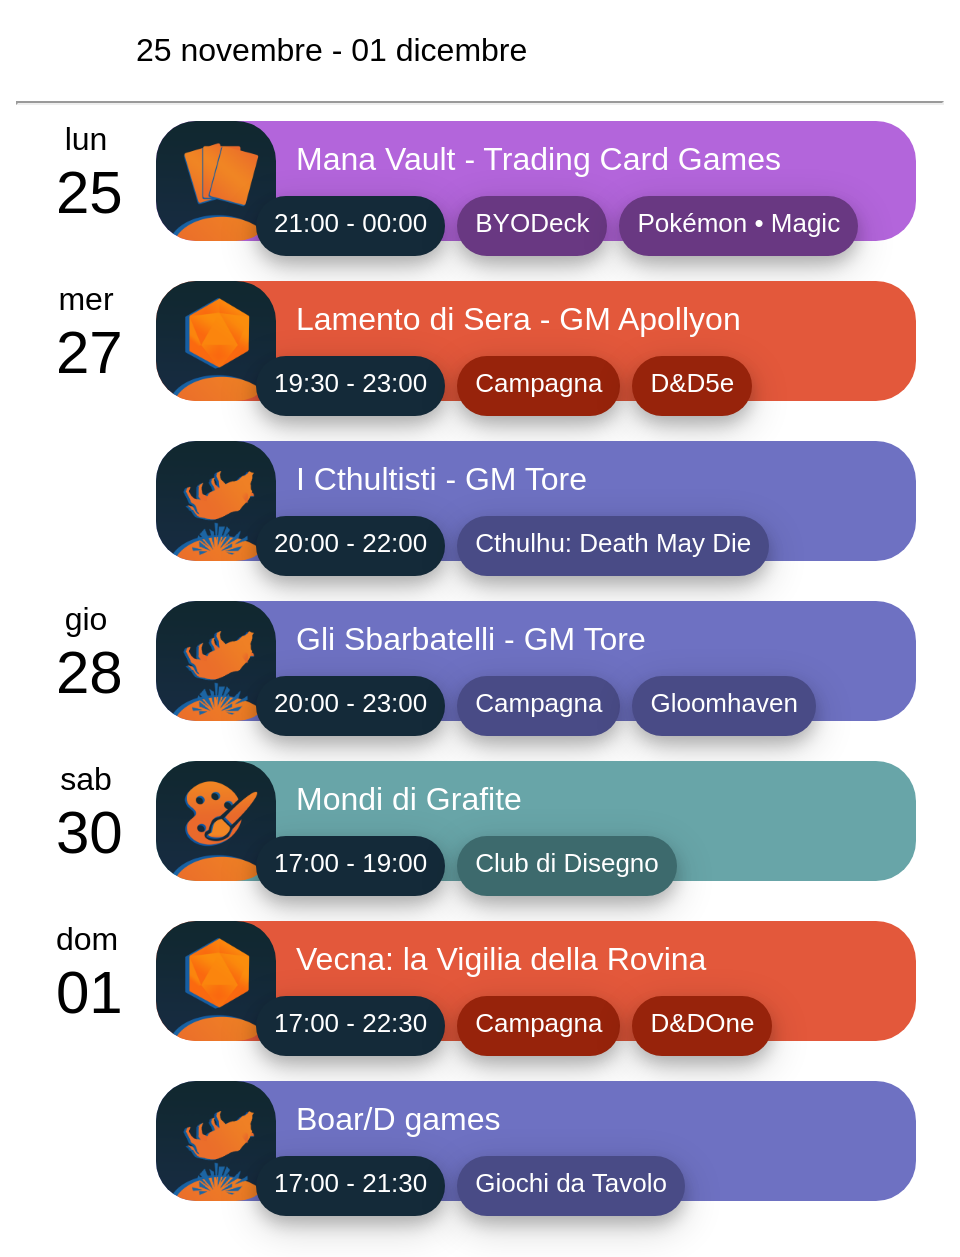 25 novembre - 01 dicembre
lun
25
Mana Vault - Trading Card Games
21:00 - 00:00 BYODeck Pokémon • Magic
mer
27
Lamento di Sera - GM Apollyon
19:30 - 23:00 Campagna D&D5e
I Cthultisti - GM Tore
20:00 - 22:00 Cthulhu: Death May Die
gio
28
Gli Sbarbatelli - GM Tore
20:00 - 23:00 Campagna Gloomhaven
sab
30
Mondi di Grafite
17:00 - 19:00 Club di Disegno
dom
01
Vecna: la Vigilia della Rovina
17:00 - 22:30 Campagna D&DOne
Boar/D games
17:00 - 21:30 Giochi da Tavolo